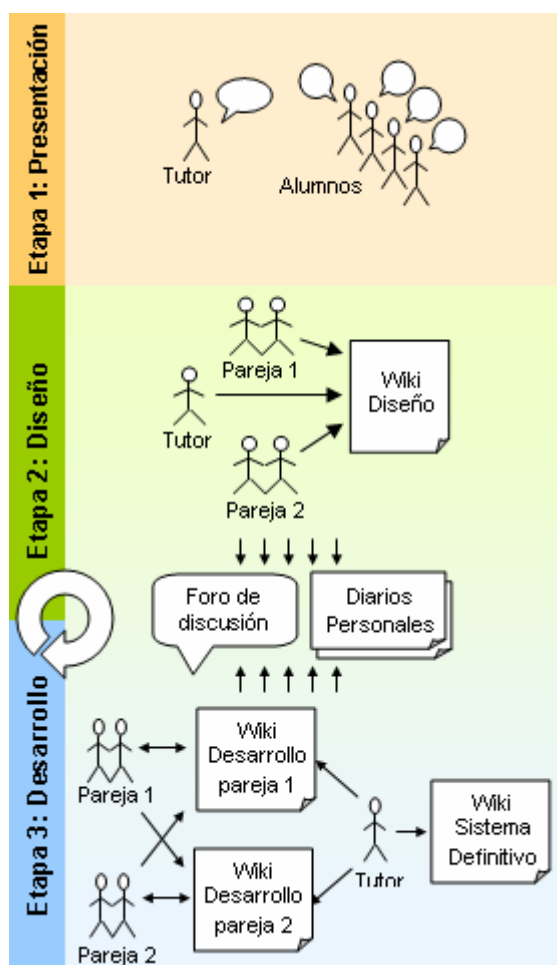 Etapa 1: Presentación
Tutor
Alumnos
Etapa 2: Diseño
Pareja 1
Wiki
Diseño
Tutor
Pareja 2
Foro de
discusión
Diarios
Personales
Etapa 3: Desarrollo
Pareja 1
Wiki
Desarrollo
pareja 1
Wiki
Sistema
Definitivo
Tutor
Wiki
Desarrollo
pareja 2
Pareja 2